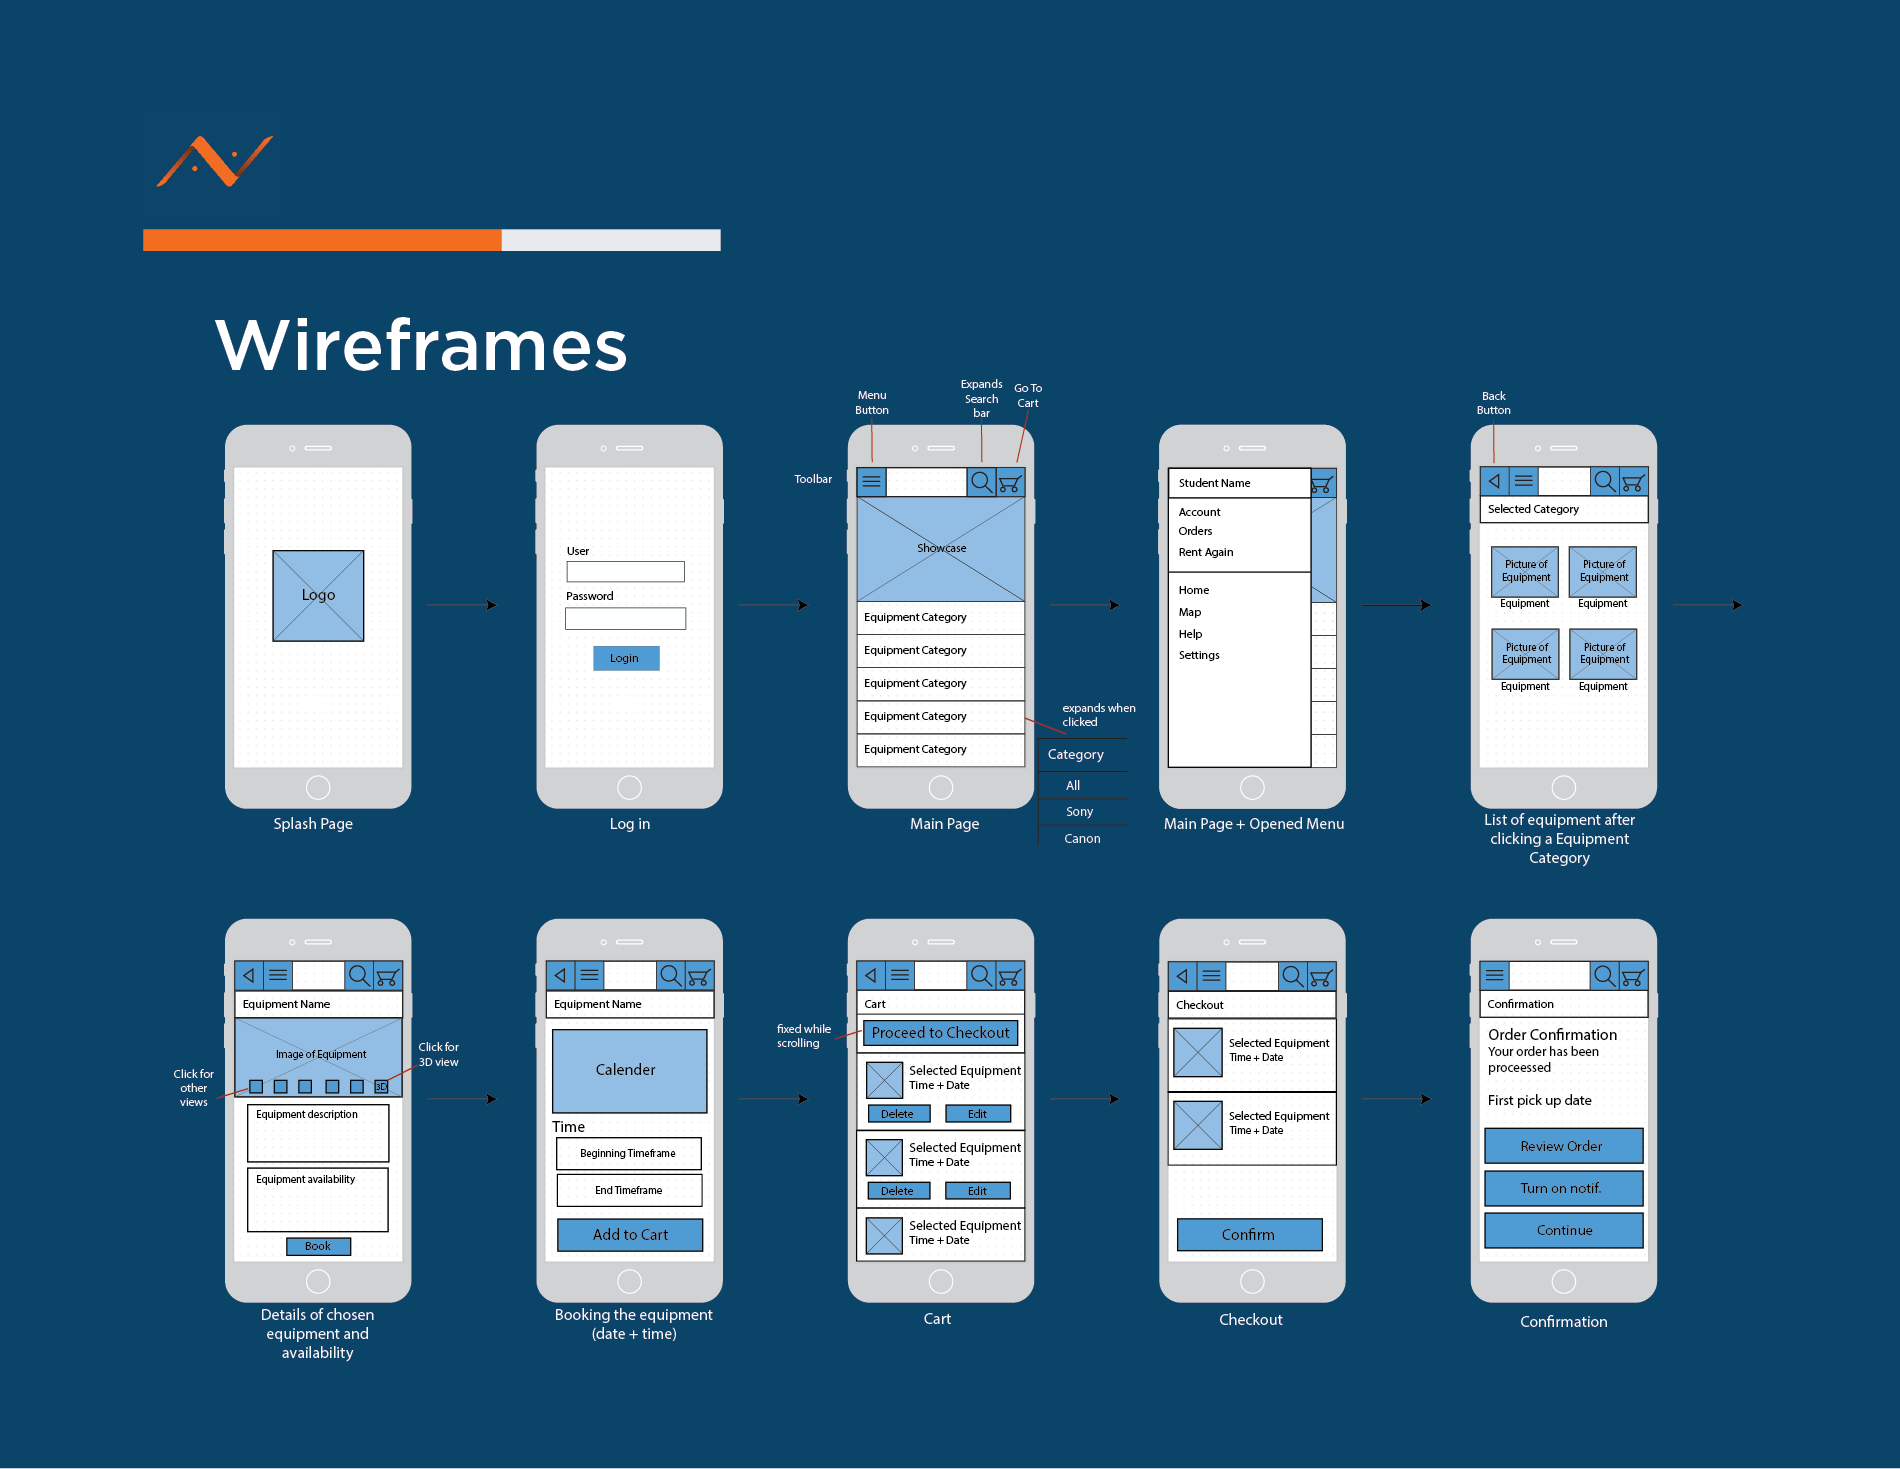 Wireframes
Menu
Button
Expands
Search
bar
Go To
Cart
Back
Button
Toolbar
Logo
Splash Page
User
Password
Login
Log in
Showcase
Equipment Category
Equipment Category
Equipment Category
Equipment Category
Equipment Category
Main Page
expands when
clicked
Category
All
Sony
Canon
Student Name
Account
Orders
Rent Again
Home
Map
Help
Settings
Main Page + Opened Menu
Selected Category
Picture of
Equipment
Equipment
Picture of
Equipment
Equipment
Picture of
Equipment
Equipment
Picture of
Equipment
Equipment
List of equipment after
clicking a Equipment
Category
Equipment Name
Image of Equipment
3D
Click for
other
views
Click for
3D view
Equipment description
Equipment availability
Book
Details of chosen
equipment and
availability
Equipment Name
Calender
Time
Beginning Timeframe
End Timeframe
Add to Cart
Booking the equipment
(date + time)
fixed while
scrolling
Cart
Proceed to Checkout
Selected Equipment
Time + Date
Delete
Edit
Selected Equipment
Time + Date
Delete
Edit
Selected Equipment
Time + Date
Cart
Checkout
Selected Equipment
Time + Date
Selected Equipment
Time + Date
Confirm
Checkout
Confirmation
Order Confirmation
Your order has been
proceessed
First pick up date
Review Order
Turn on notif.
Continue
Confirmation